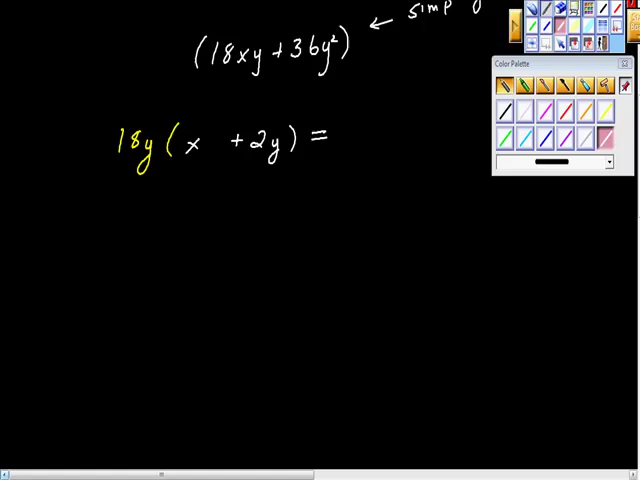 ← simp
(18xy + 36y²)
Color Palette
18y ( x + 2y) =